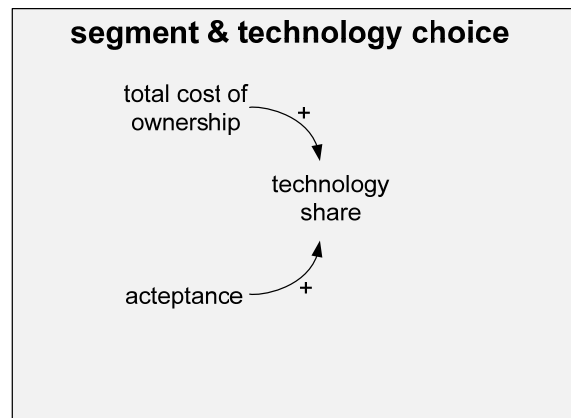 segment & technology choice
total cost of
ownership
+
technology
share
acteptance
+